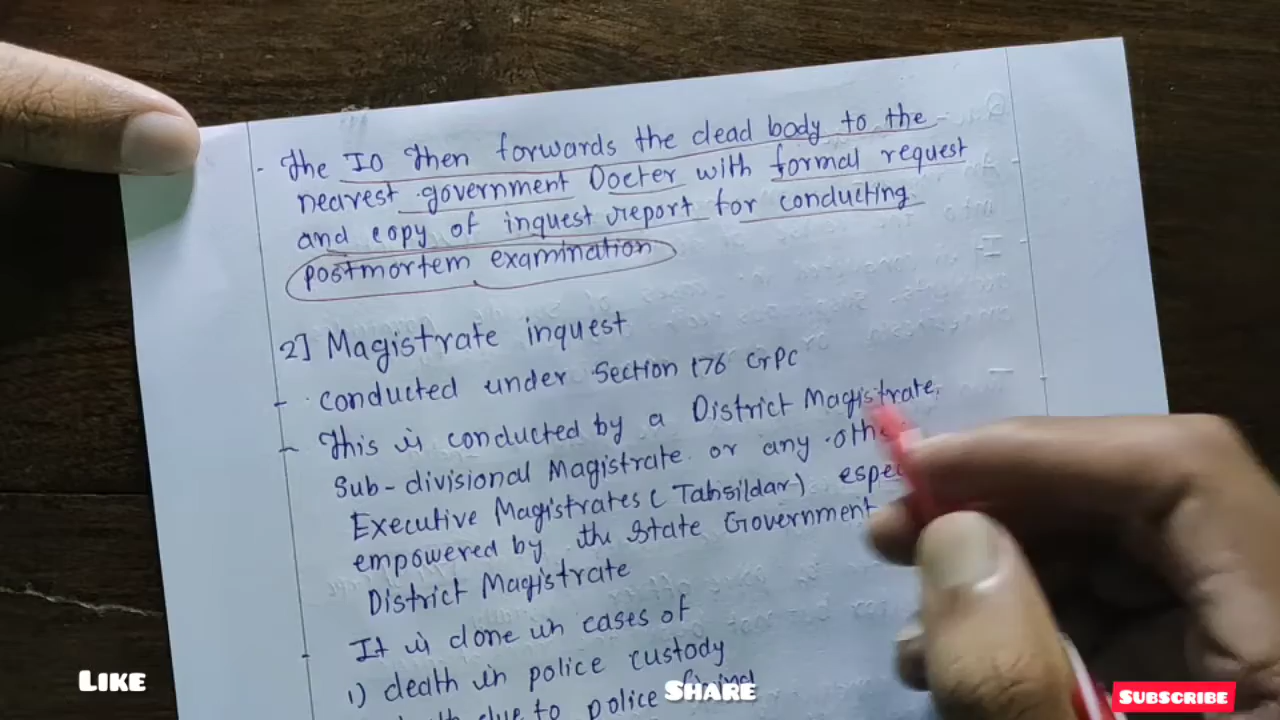 - The IO then forwards the dead body to the
nearest government Docter with formal request
and copy of inquest report for conducting
postmortem examination
2] Magistrate inquest
- Conducted under Section 176 CrPC
- This is conducted by a District Magistrate,
Sub-divisional Magistrate or any
Executive Magistrates (Tahsildar)
empowered by the State Government
District Magistrate
It is done in cases of
1) death in police custody
due to police
LIKE
SHARE
SUBSCRIBE